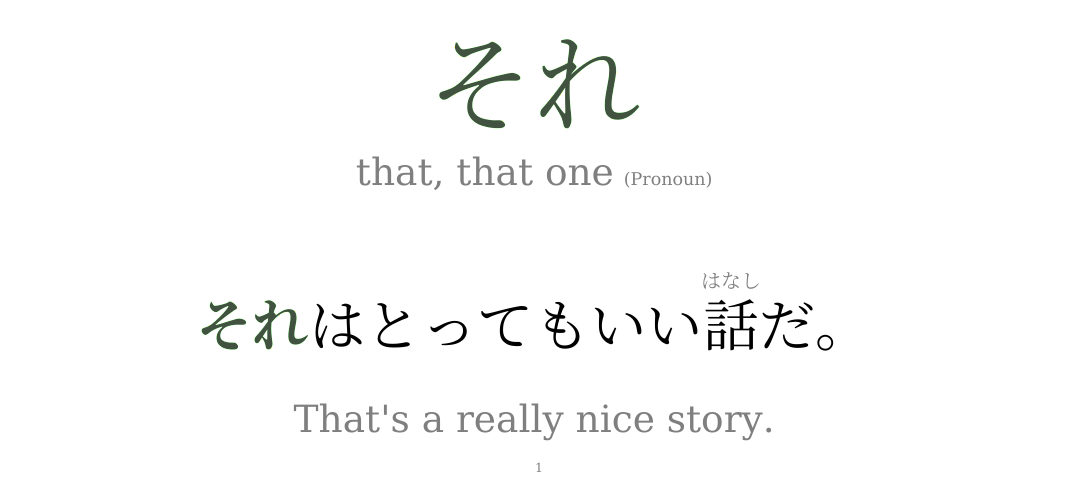 それ
that, that one (Pronoun)
はなし
それはとってもいい話だ。
That's a really nice story.
1